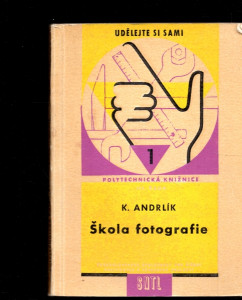 UDĚLEJTE SI SAMI
1
POLYTECHNICKÁ KNIŽNICE
K. ANDRLÍK
Škola fotografie
SNTL